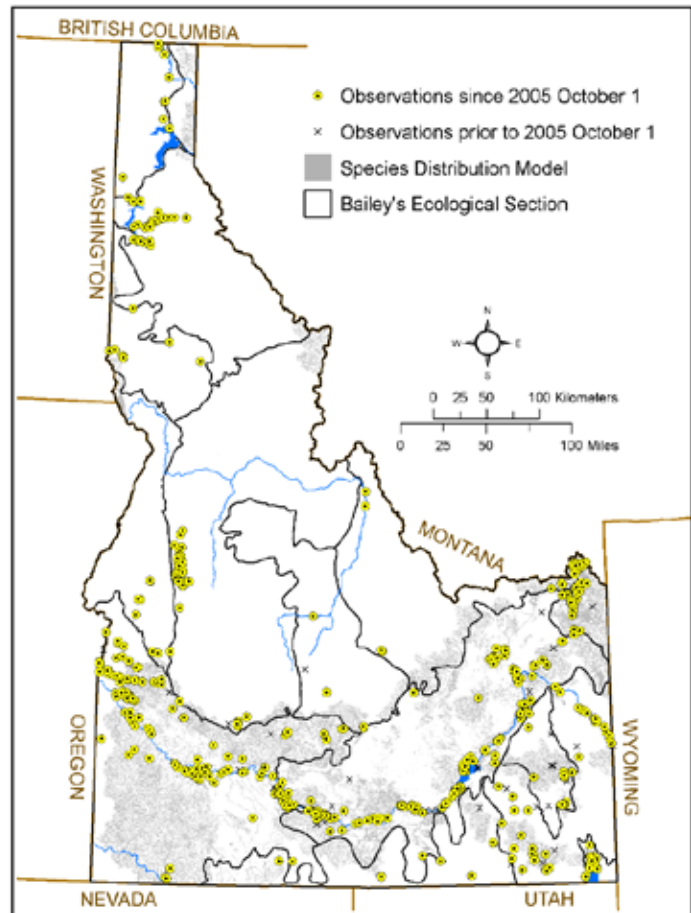 BRITISH COLUMBIA
Observations since 2005 October 1
Observations prior to 2005 October 1
Species Distribution Model
Bailey's Ecological Section
WASHINGTON
N
W E
S
0 25 50 100 Kilometers
0 25 50 100 Miles
MONTANA
OREGON
WYOMING
NEVADA
UTAH